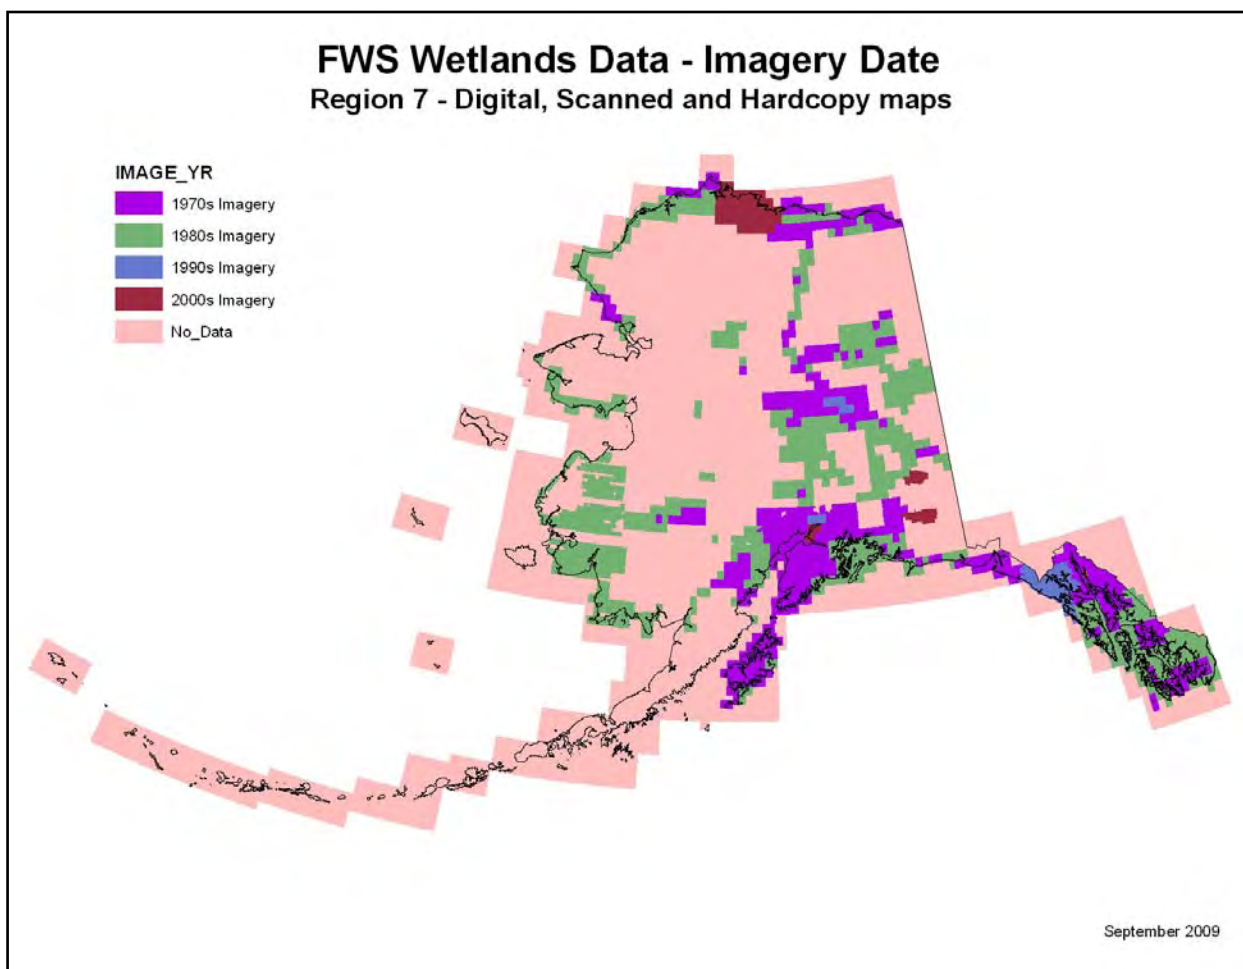 FWS Wetlands Data - Imagery Date
Region 7 - Digital, Scanned and Hardcopy maps
IMAGE_YR
1970s Imagery
1980s Imagery
1990s Imagery
2000s Imagery
No_Data
September 2009